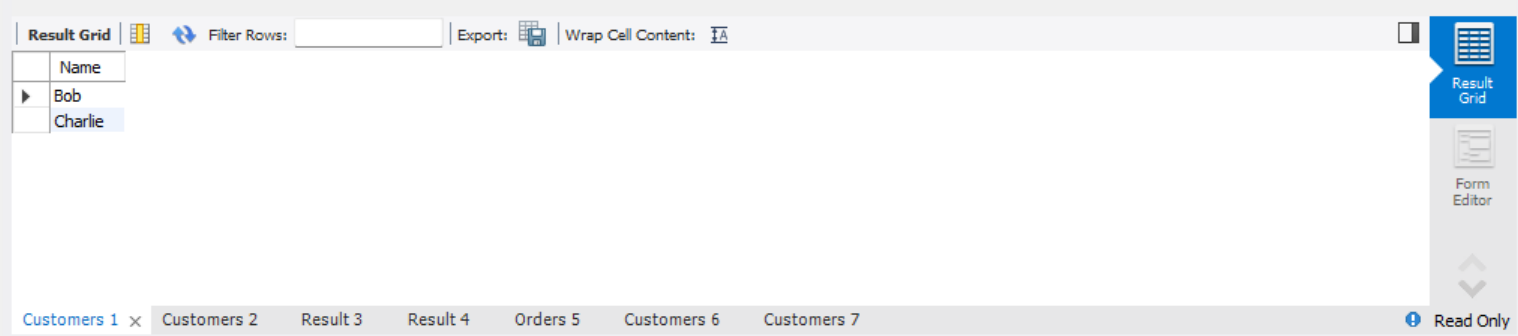 Result Grid Filter Rows: Export: Wrap Cell Content: IA
Name
Bob
Charlie
Result
Grid
Form
Editor
Customers 1 Customers 2 Result 3 Result 4 Orders 5 Customers 6 Customers 7 Read Only